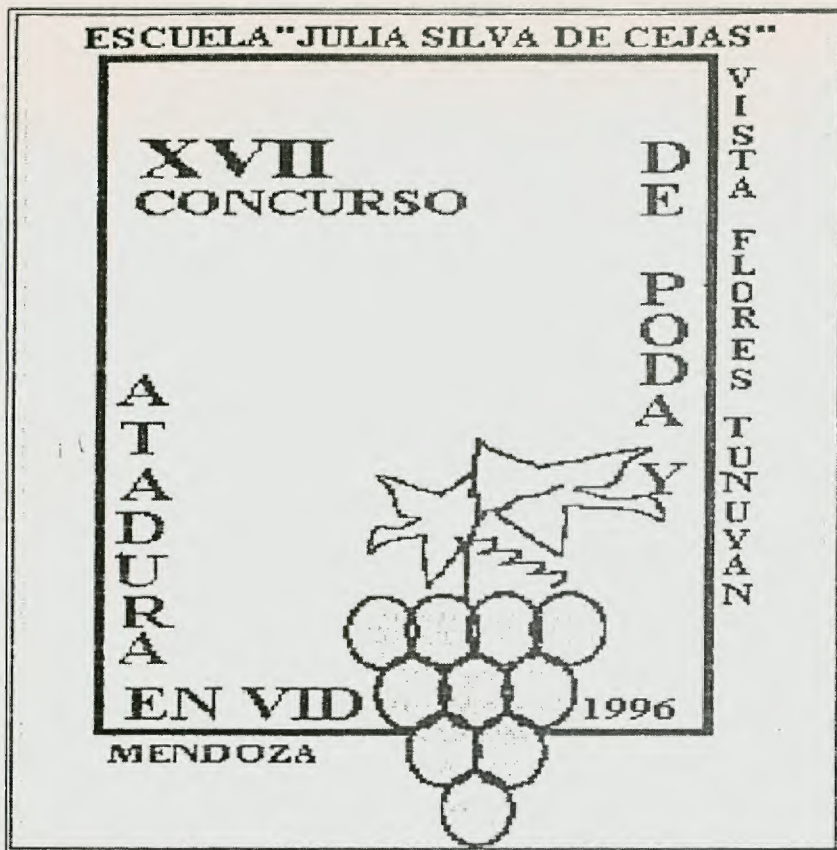 ESCUELA"JULIA SILVA DE CEJAS"
XVII
CONCURSO
DE PODA Y
ATADURA
EN VID
1996
MENDOZA
VISTA FLORES TUNUYAN